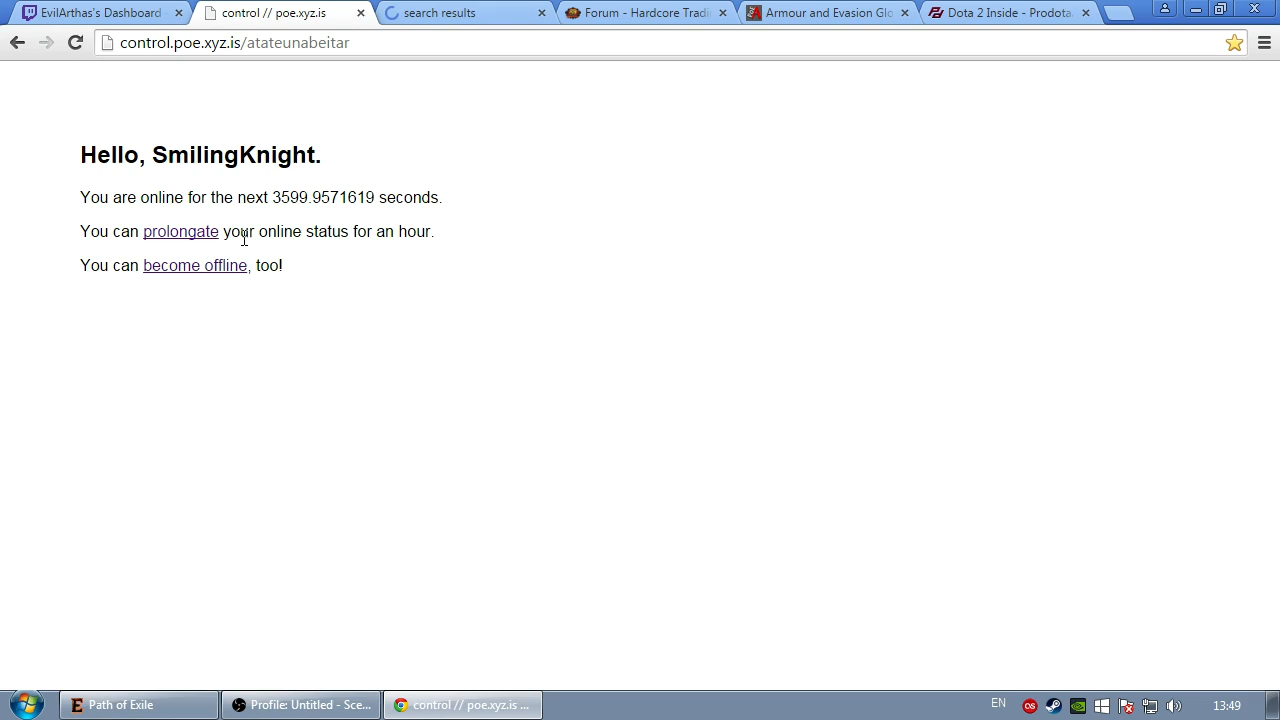 EvilArthas's Dashboard
control // poe.xyz.is
search results
Forum - Hardcore Tradi
Armour and Evasion Glo
Dota 2 Inside - Prodota.
control.poe.xyz.is/atateunabeitar
Hello, SmilingKnight.
You are online for the next 3599.9571619 seconds.
You can prolongate your online status for an hour.
You can become offline, too!
Path of Exile
Profile: Untitled - Sce...
control // poe.xyz.is ...
EN
13:49